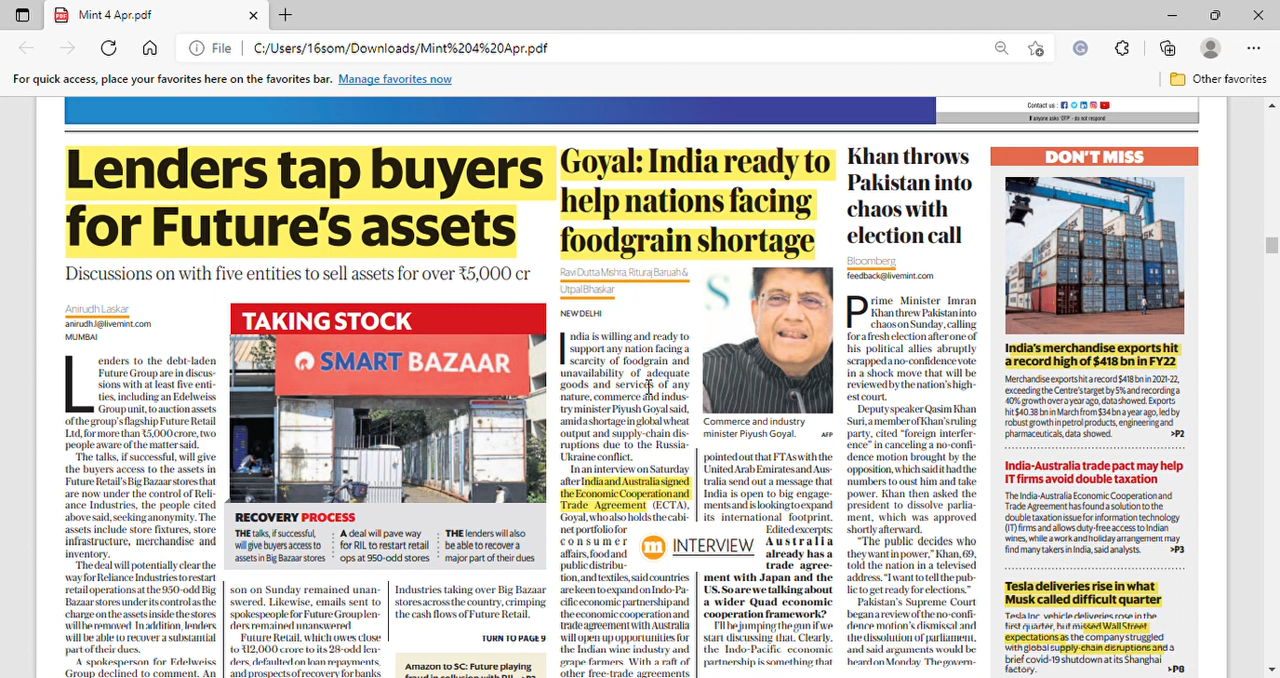 Mint 4 Apr.pdf
File
C:/Users/16som/Downloads/Mint%204%20Apr.pdf
For quick access, place your favorites here on the favorites bar. Manage favorites now
Other favorites
Contact us :
If anyone asks 'OTP' - do not respond
Lenders tap buyers
for Future's assets
Discussions on with five entities to sell assets for over ₹5,000 cr
Anirudh Laskar
anirudh.l@livemint.com
MUMBAI
Lenders to the debt-laden
Future Group are in discus-
sions with at least five enti-
ties, including an Edelweiss
Group unit, to auction assets
of the group's flagship Future Retail
Ltd, for more than ₹5,000 crore, two
people aware of the matter said.
The talks, if successful, will give
the buyers access to the assets in
Future Retail's Big Bazaar stores that
are now under the control of Reli-
ance Industries, the people cited
above said, seeking anonymity. The
assets include store fixtures, store
infrastructure, merchandise and
inventory.
The deal will potentially clear the
way for Reliance Industries to restart
retail operations at the 950-odd Big
Bazaar stores under its control as the
charge on the assets inside the stores
will be removed. In addition, lenders
will be able to recover a substantial
part of their dues.
A spokesperson for Edelweiss
Group declined to comment. An
TAKING STOCK
SMART BAZAAR
RECOVERY PROCESS
THE talks, if successful,
will give buyers access to
assets in Big Bazaar stores
A deal will pave way
for RIL to restart retail
ops at 950-odd stores
THE lenders will also
be able to recover a
major part of their dues
son on Sunday remained unan-
swered. Likewise, emails sent to
spokespeople for Future Group len-
ders remained unanswered.
Future Retail, which owes close
to ₹12,000 crore to its 28-odd len-
ders, defaulted on loan repayments,
and prospects of recovery for banks
Industries taking over Big Bazaar
stores across the country, crimping
the cash flows of Future Retail.
TURN TO PAGE 9
Amazon to SC: Future playing
fraud in collusion with RIL >P2
Goyal: India ready to
help nations facing
foodgrain shortage
Ravi Dutta Mishra, Rituraj Baruah &
Utpal Bhaskar
NEW DELHI
India is willing and ready to
support any nation facing a
scarcity of foodgrain and
unavailability of adequate
goods and services of any
nature, commerce and indus-
try minister Piyush Goyal said,
amid a shortage in global wheat
output and supply-chain dis-
ruptions due to the Russia-
Ukraine conflict.
In an interview on Saturday
after India and Australia signed
the Economic Cooperation and
Trade Agreement (ECTA),
Goyal, who also holds the cabi-
net portfolio for
consumer
affairs, food and
public distribu-
tion, and textiles, said countries
are keen to expand on Indo-Pa-
cific economic partnership and
the economic cooperation and
trade agreement with Australia
will open up opportunities for
the Indian wine industry and
grape farmers. With a raft of
other free-trade agreements
Commerce and industry
minister Piyush Goyal. AFP
pointed out that FTAs with the
United Arab Emirates and Aus-
tralia send out a message that
India is open to big engage-
ments and is looking to expand
its international footprint.
m INTERVIEW
Edited excerpts:
Australia
already has a
trade agree-
ment with Japan and the
US. So are we talking about
a wider Quad economic
cooperation framework?
I'll be jumping the gun if we
start discussing that. Clearly,
the Indo-Pacific economic
partnership is something that
Khan throws
Pakistan into
chaos with
election call
Bloomberg
feedback@livemint.com
Prime Minister Imran
Khan threw Pakistan into
chaos on Sunday, calling
for a fresh election after one of
his political allies abruptly
scrapped a no-confidence vote
in a shock move that will be
reviewed by the nation's high-
est court.
Deputy speaker Qasim Khan
Suri, a member of Khan's ruling
party, cited "foreign interfer-
ence" in canceling a no-confi-
dence motion brought by the
opposition, which said it had the
numbers to oust him and take
power. Khan then asked the
president to dissolve parlia-
ment, which was approved
shortly afterward.
"The public decides who
they want in power," Khan, 69,
told the nation in a televised
address. "I want to tell the pub-
lic to get ready for elections."
Pakistan's Supreme Court
began a review of the no-confi-
dence motion's dismissal and
the dissolution of parliament,
and said arguments would be
heard on Monday. The govern-
DON'T MISS
India's merchandise exports hit
a record high of $418 bn in FY22
Merchandise exports hit a record $418 bn in 2021-22,
exceeding the Centre's target by 5% and recording a
40% growth over a year ago, data showed. Exports
hit $40.38 bn in March from $34 bn a year ago, led by
robust growth in petrol products, engineering and
pharmaceuticals, data showed. >P2
India-Australia trade pact may help
IT firms avoid double taxation
The India-Australia Economic Cooperation and
Trade Agreement has found a solution to the
double taxation issue for information technology
(IT) firms and allows duty-free access to Indian
wines, while a work and holiday arrangement may
find many takers in India, said analysts. >P3
Tesla deliveries rise in what
Musk called difficult quarter
Tesla Inc. vehicle deliveries rose in the
first quarter, but missed Wall Street
expectations as the company struggled
with global supply-chain disruptions and a
brief covid-19 shutdown at its Shanghai
factory. >P8